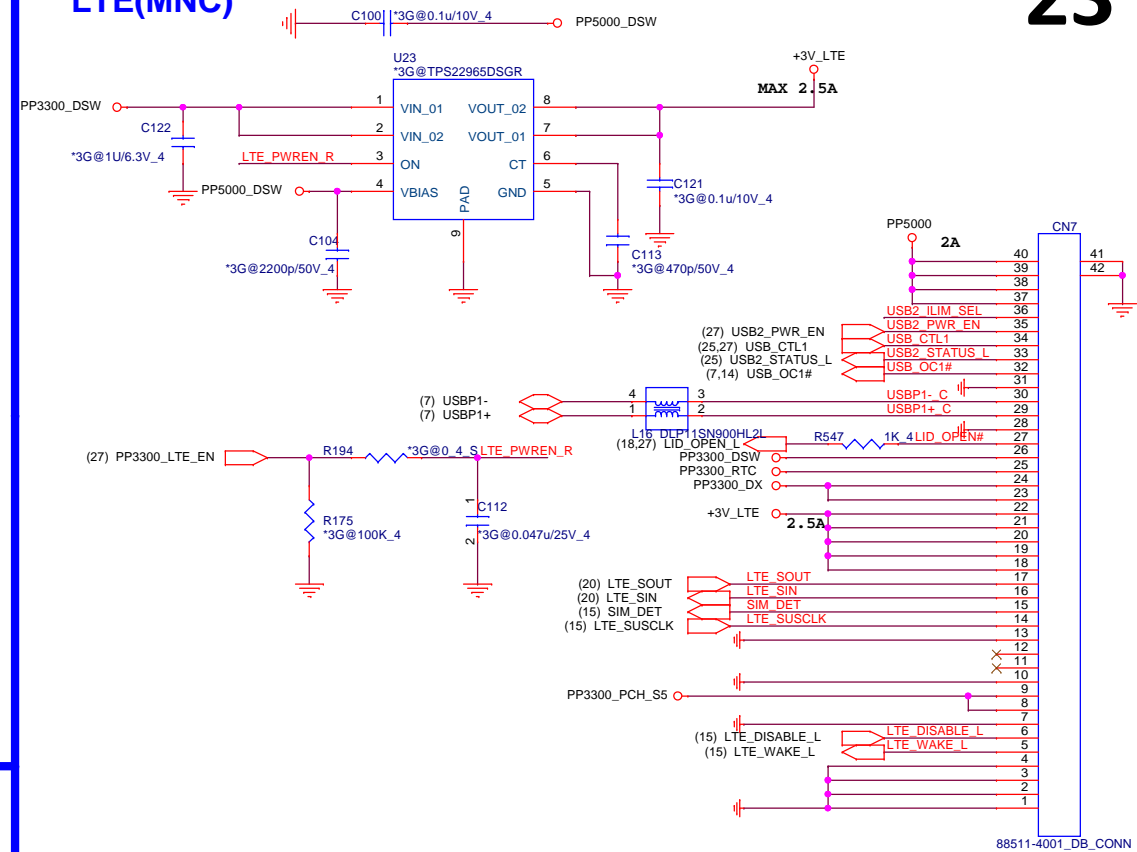 LTE(MNC)
23
C100
*3G@0.1u/10V_4
PP5000_DSW
U23
*3G@TPS22965DSGR
+3V_LTE
MAX 2.5A
PP3300_DSW
1
VIN_01
VOUT_02
8
C122
2
VIN_02
VOUT_01
7
*3G@1U/6.3V_4
LTE_PWREN_R
3
ON
CT
6
PP5000_DSW
4
VBIAS
GND
5
PAD
9
C121
*3G@0.1u/10V_4
C104
*3G@2200p/50V_4
C113
*3G@470p/50V_4
PP5000
2A
CN7
40
39
38
37
36
35
34
33
32
31
30
29
28
27
26
25
24
23
22
21
20
19
18
17
16
15
14
13
12
11
10
9
8
7
6
5
4
3
2
1
41
42
USB2_ILIM_SEL
(27) USB2_PWR_EN
USB2_PWR_EN
(25,27) USB_CTL1
USB_CTL1
(25) USB2_STATUS_L
USB2_STATUS_L
(7,14) USB_OC1#
USB_OC1#
(7) USBP1-
4
3
USBP1-_C
(7) USBP1+
1
2
USBP1+_C
L16 DLP11SN900HL2L
(18,27) LID_OPEN_L
R547
1K_4
LID_OPEN#
PP3300_DSW
PP3300_RTC
PP3300_DX
+3V_LTE
2.5A
(27) PP3300_LTE_EN
R194
*3G@0_4_S
LTE_PWREN_R
R175
*3G@100K_4
1
C112
*3G@0.047u/25V_4
2
(20) LTE_SOUT
LTE_SOUT
(20) LTE_SIN
LTE_SIN
(15) SIM_DET
SIM_DET
(15) LTE_SUSCLK
LTE_SUSCLK
PP3300_PCH_S5
(15) LTE_DISABLE_L
LTE_DISABLE_L
(15) LTE_WAKE_L
LTE_WAKE_L
88511-4001_DB_CONN